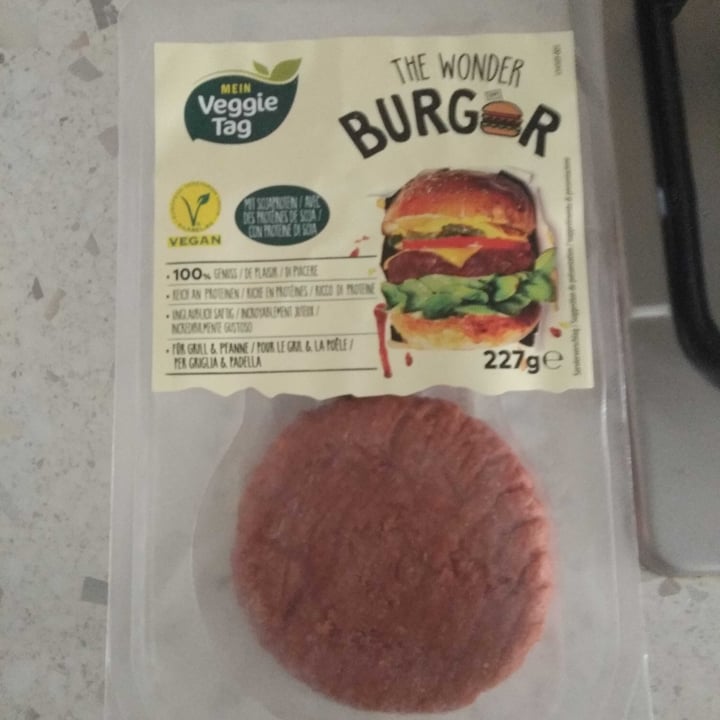 MEIN
Veggie
Tag
THE WONDER
BURGER
VEGAN
MIT SOJAPROTEIN / AVEC
DES PROTÉINES DE SOJA /
CON PROTEINE DI SOIA
• 100% GENUSS / DE PLAISIR / DI PIACERE
• REICH AN PROTEINEN / RICHE EN PROTÉINES / RICCO DI PROTEINE
• UNGLAUBLICH SAFTIG / INCROYABLEMENT JUTEUX /
INCREDIBILMENTE GUSTOSO
• FÜR GRILL & PFANNE / POUR LE GRIL & LA POÊLE /
PER GRIGLIA & PADELLA
227g e